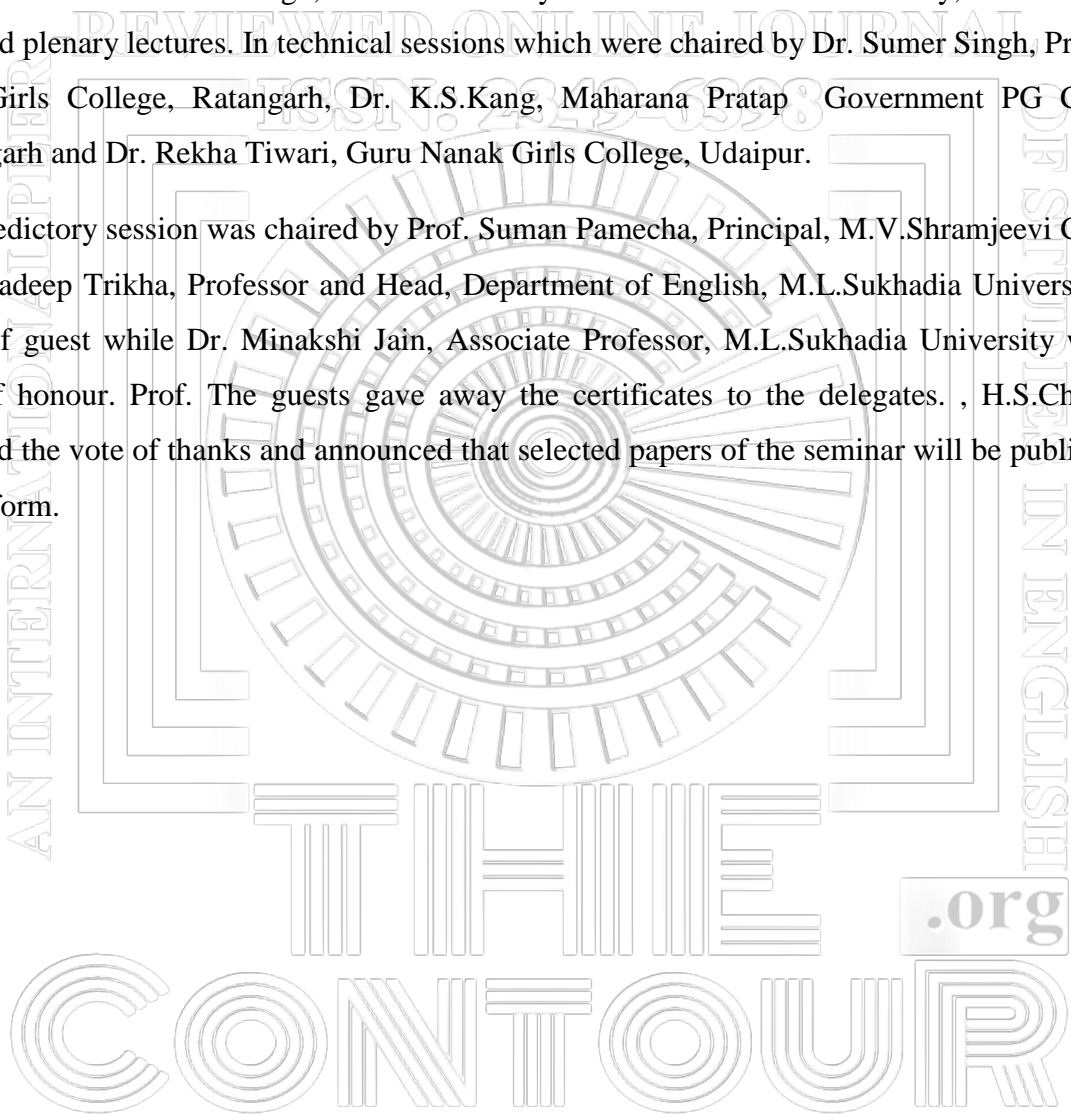 PEER-REVIEWED ONLINE JOURNAL
d plenary lectures. In technical sessions which were chaired by Dr. Sumer Singh, Pr
Girls College, Ratangarh, Dr. K.S.Kang, Maharana Pratap Government PG C
ISSN: 2349-6398
garh and Dr. Rekha Tiwari, Guru Nanak Girls College, Udaipur.
edictory session was chaired by Prof. Suman Pamecha, Principal, M.V.Shramjeevi C
adeep Trikha, Professor and Head, Department of English, M.L.Sukhadia Univers
f guest while Dr. Minakshi Jain, Associate Professor, M.L.Sukhadia University w
f honour. Prof. The guests gave away the certificates to the delegates. , H.S.Ch
d the vote of thanks and announced that selected papers of the seminar will be publi
form.
AN INTERNATIONAL
OF STUDIES IN ENGLISH
THE
.org
CONTOUR